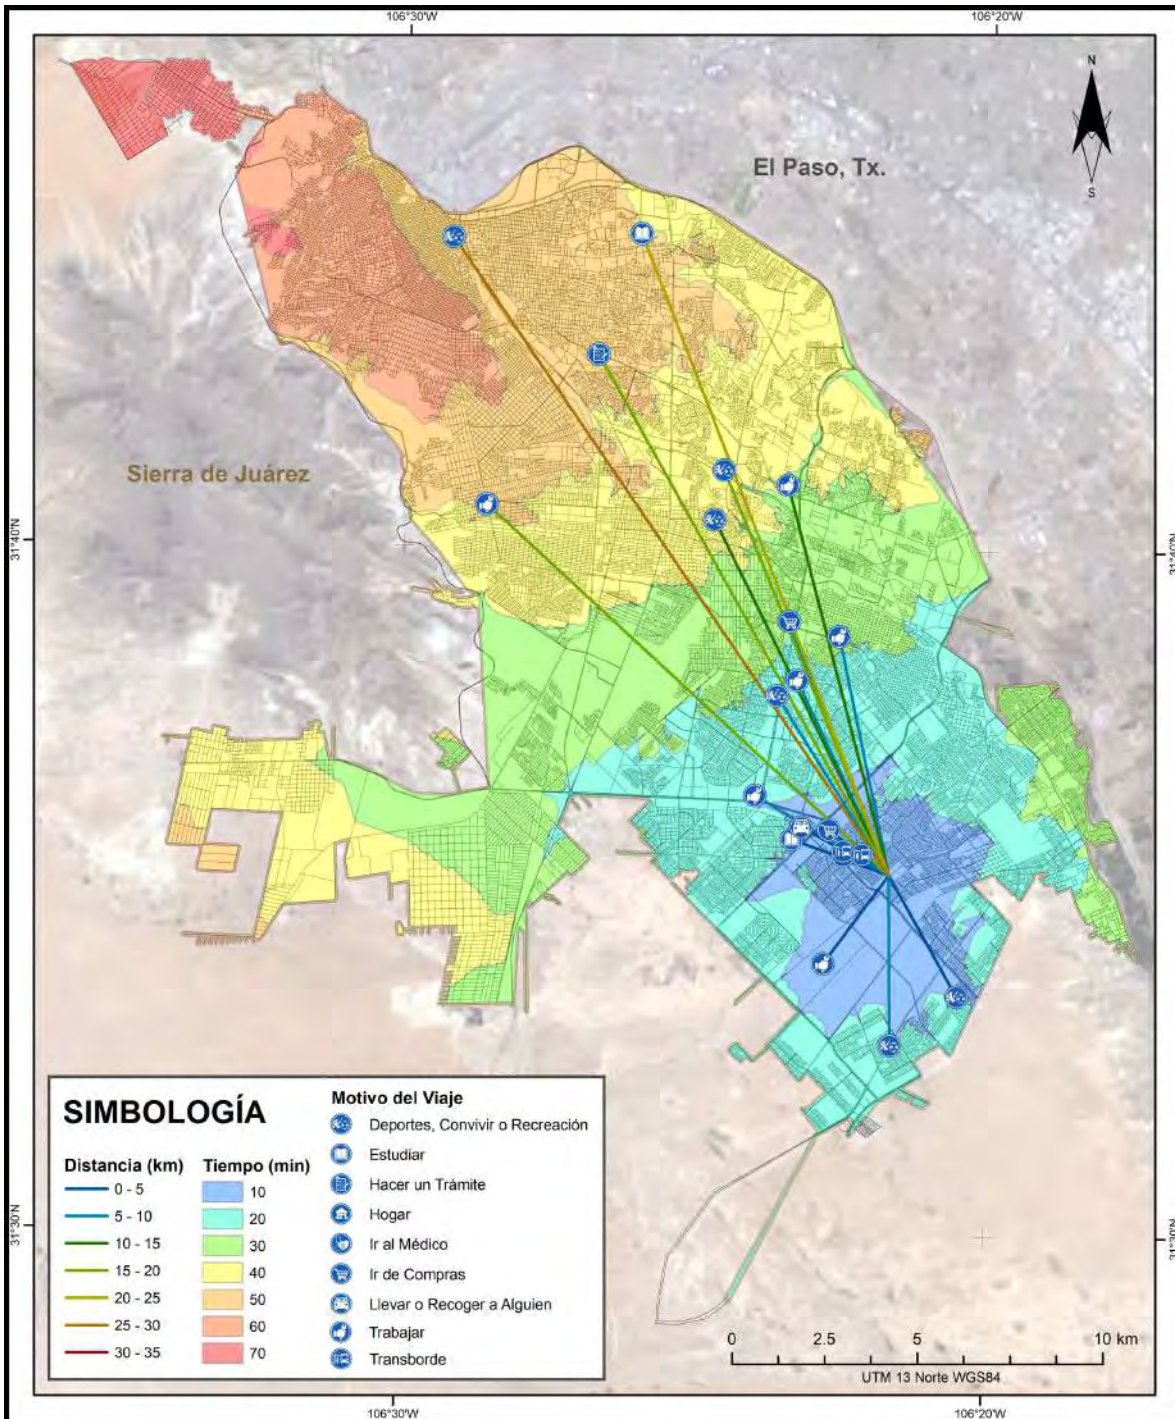 106°30'W
106°20'W
N
S
El Paso, Tx.
Sierra de Juárez
31°40'N
31°40'N
SIMBOLOGÍA
Distancia (km)
0 - 5
5 - 10
10 - 15
15 - 20
20 - 25
25 - 30
30 - 35
Tiempo (min)
10
20
30
40
50
60
70
Motivo del Viaje
Deportes, Convivir o Recreación
Estudiar
Hacer un Trámite
Hogar
Ir al Médico
Ir de Compras
Llevar o Recoger a Alguien
Trabajar
Transborde
31°30'N
31°30'N
0 2.5 5 10 km
UTM 13 Norte WGS84
106°30'W
106°20'W